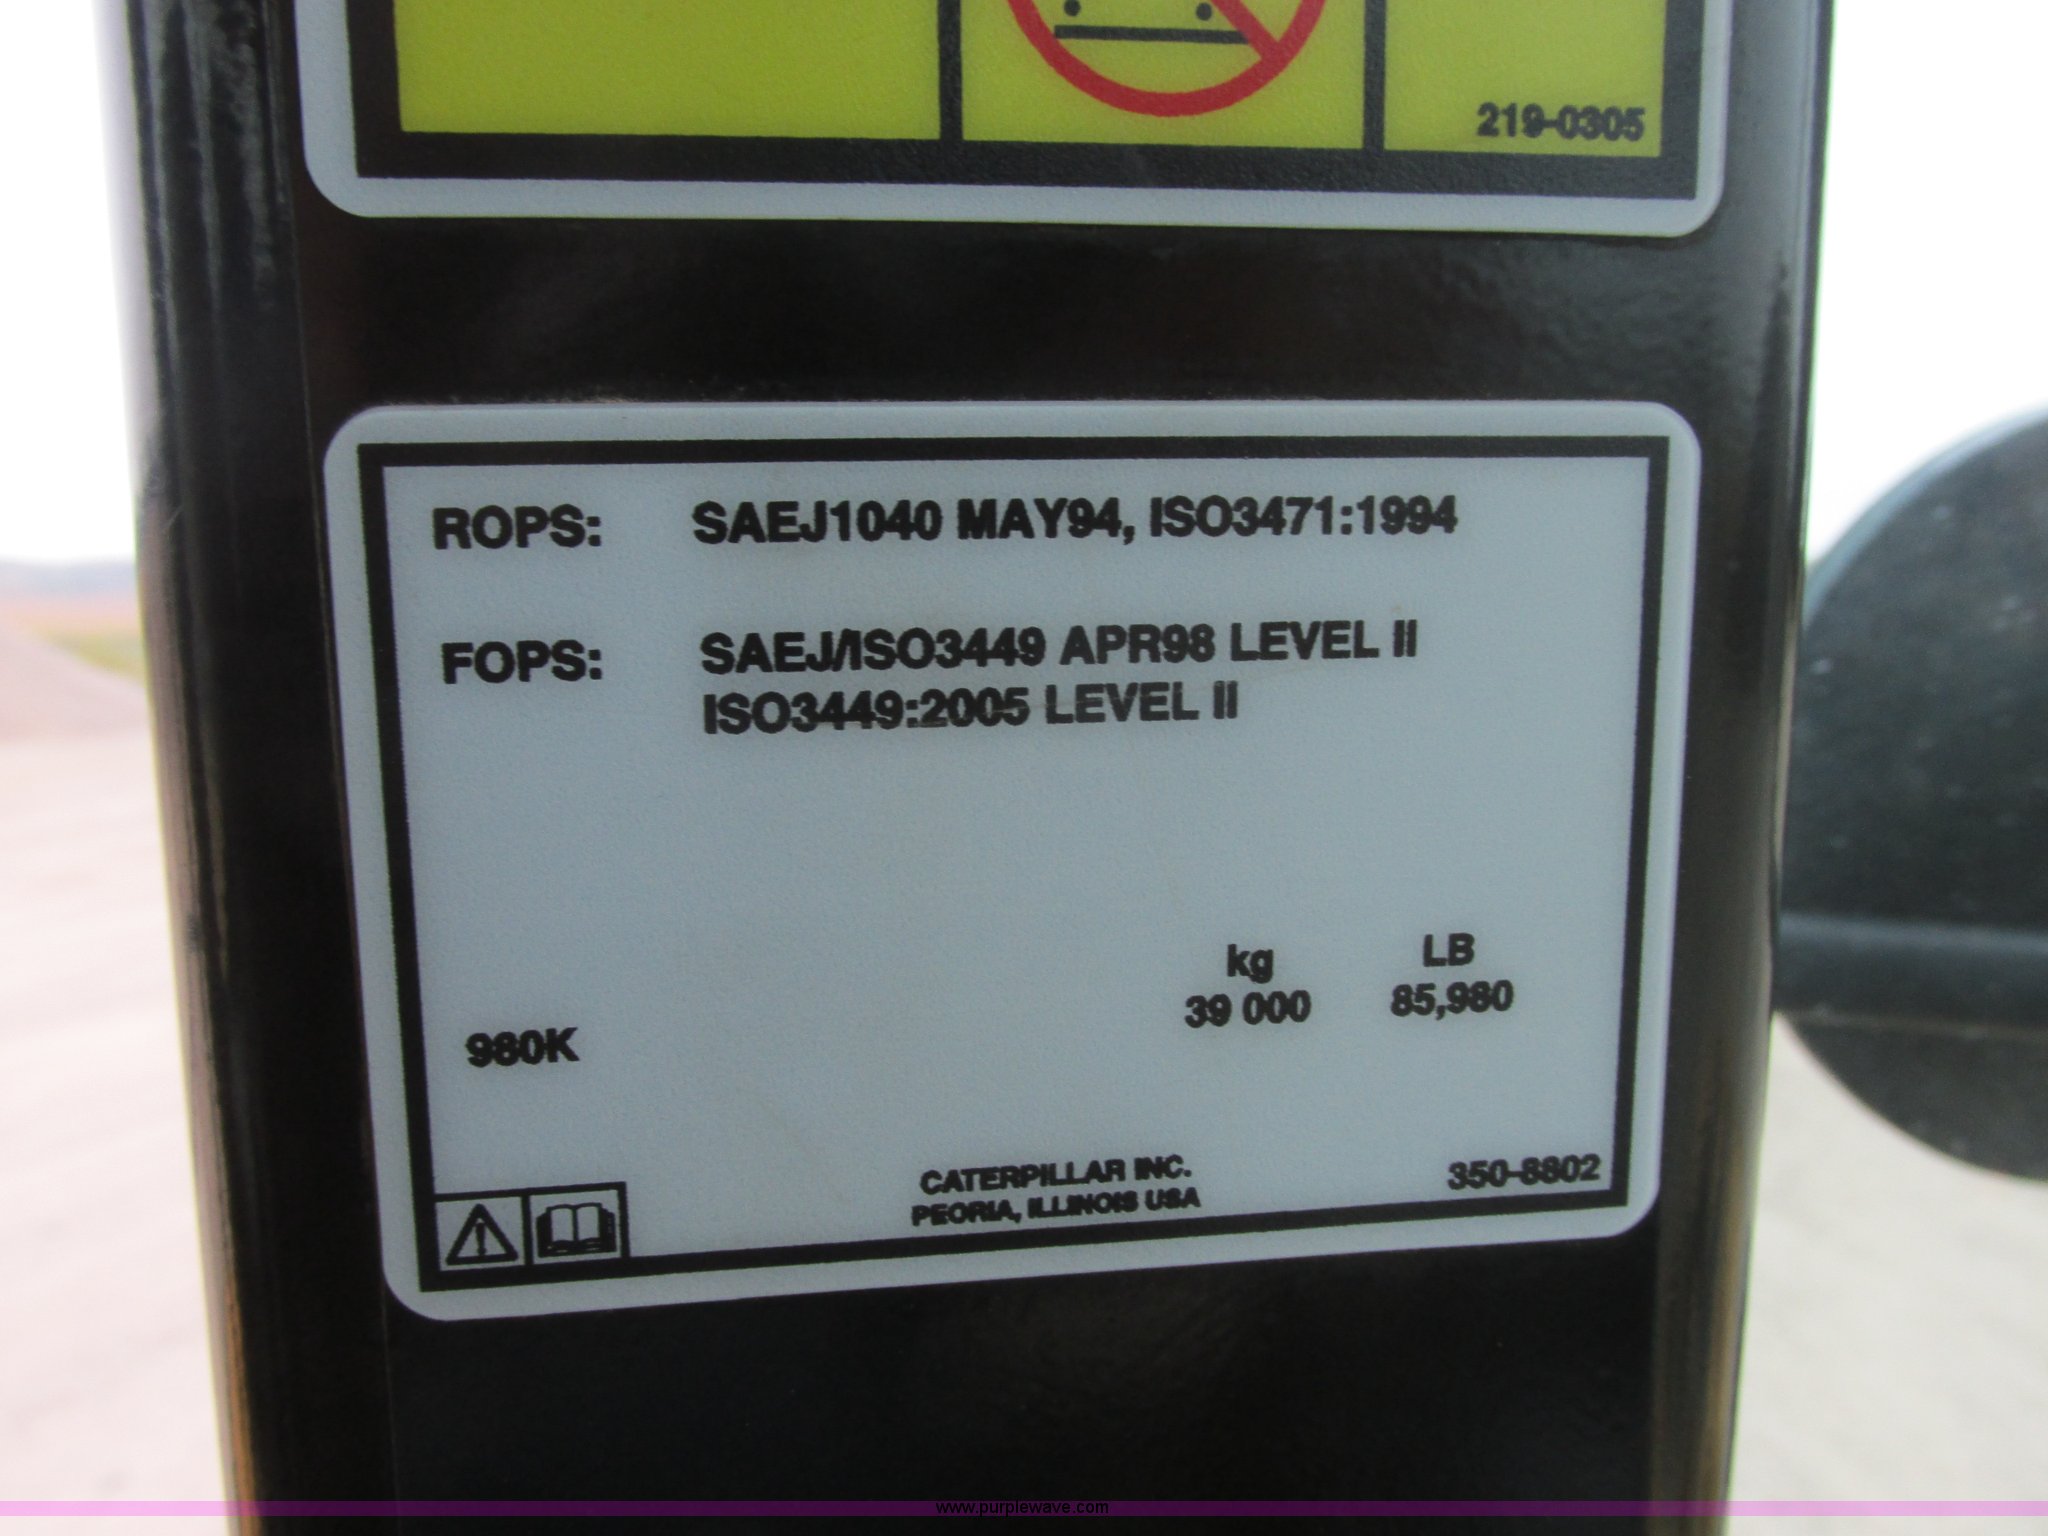 219-0305
ROPS: SAEJ1040 MAY94, ISO3471:1994
FOPS: SAEJ/ISO3449 APR98 LEVEL II
ISO3449:2005 LEVEL II
kg LB
39 000 85,980
980K
CATERPILLAR INC.
PEORIA, ILLINOIS USA
350-8802
www.purplewave.com